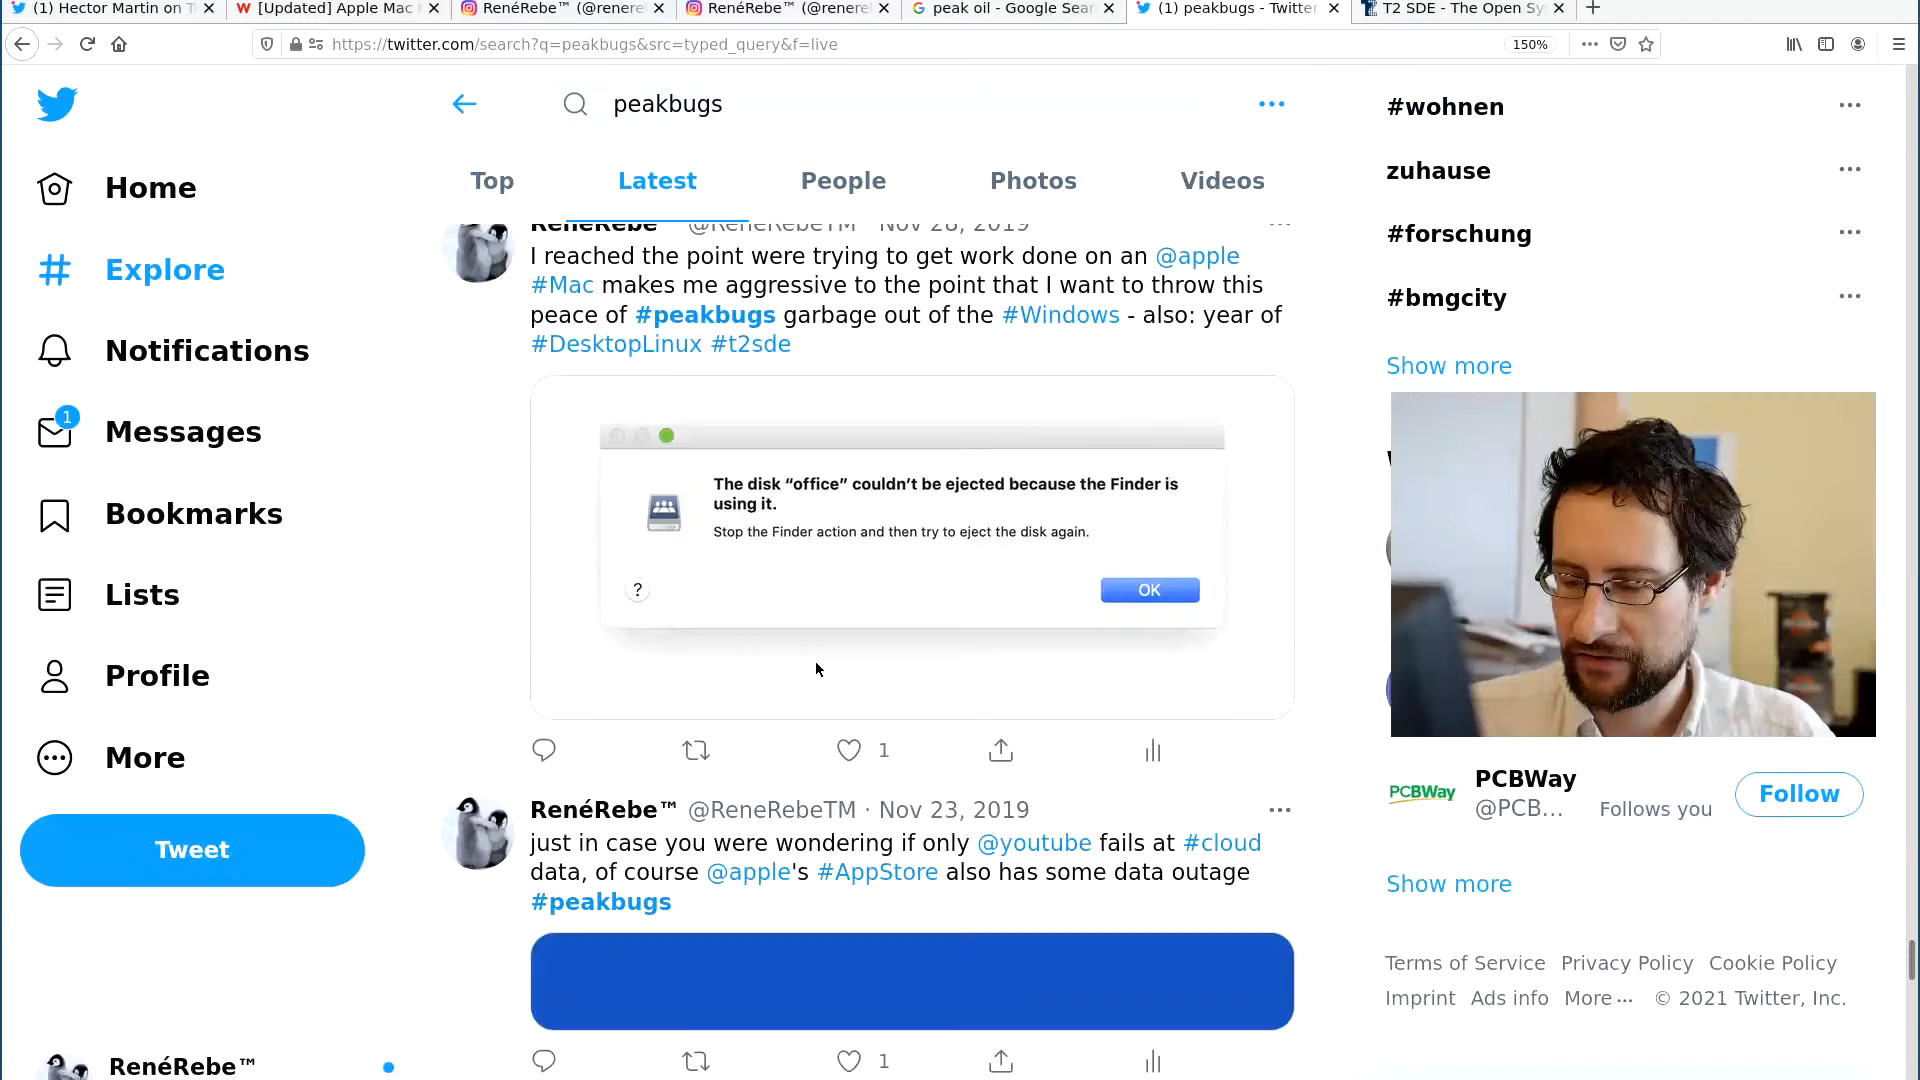 (1) Hector Martin on T
[Updated] Apple Mac
RenéRebe™ (@renere
RenéRebe™ (@renere
peak oil - Google Sear
(1) peakbugs - Twitter
T2 SDE - The Open Sy
https://twitter.com/search?q=peakbugs&src=typed_query&f=live
150%
peakbugs
Top
Latest
People
Photos
Videos
Home
Explore
Notifications
1
Messages
Bookmarks
Lists
Profile
More
Tweet
RenéRebe™
RenéRebe™ @ReneRebeTM · Nov 28, 2019
I reached the point were trying to get work done on an @apple
#Mac makes me aggressive to the point that I want to throw this
peace of #peakbugs garbage out of the #Windows - also: year of
#DesktopLinux #t2sde
The disk “office” couldn’t be ejected because the Finder is
using it.
Stop the Finder action and then try to eject the disk again.
?
OK
1
RenéRebe™ @ReneRebeTM · Nov 23, 2019
just in case you were wondering if only @youtube fails at #cloud
data, of course @apple's #AppStore also has some data outage
#peakbugs
1
#wohnen
zuhause
#forschung
#bmgcity
Show more
PCBWay
PCBWay
@PCB... Follows you
Follow
Show more
Terms of Service Privacy Policy Cookie Policy
Imprint Ads info More ··· © 2021 Twitter, Inc.